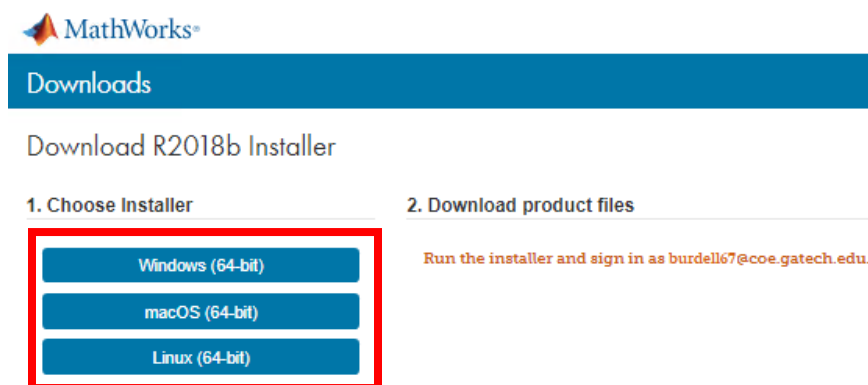 MathWorks®
Downloads
Download R2018b Installer
1. Choose Installer
Windows (64-bit)
macOS (64-bit)
Linux (64-bit)
2. Download product files
Run the installer and sign in as burdell67@coe.gatech.edu.